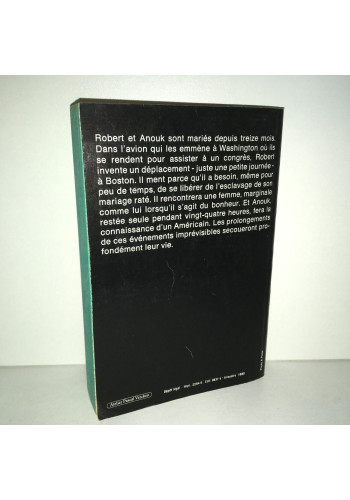 Robert et Anouk sont mariés depuis treize mois.
Dans l'avion qui les emmène à Washington où ils
se rendent pour assister à un congrès, Robert
invente un déplacement - juste une petite journée -
à Boston. Il ment parce qu'il a besoin, même pour
peu de temps, de se libérer de l'esclavage de son
mariage raté. Il rencontrera une femme, marginale
comme lui lorsqu'il s'agit du bonheur. Et Anouk,
restée seule pendant vingt-quatre heures, fera la
connaissance d'un Américain. Les prolongements
de ces événements imprévisibles secoueront pro-
fondément leur vie.